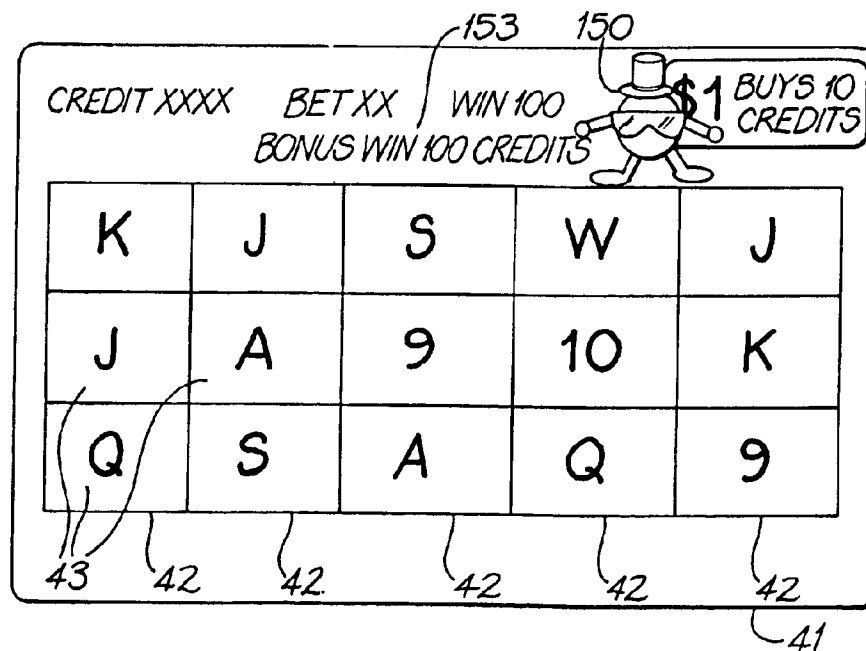 153 150
CREDIT XXXX BET XX WIN 100 $1 BUYS 10
BONUS WIN 100 CREDITS CREDITS
K J S W J
J A 9 10 K
Q S A Q 9
43 42 42. 42 42 42
41